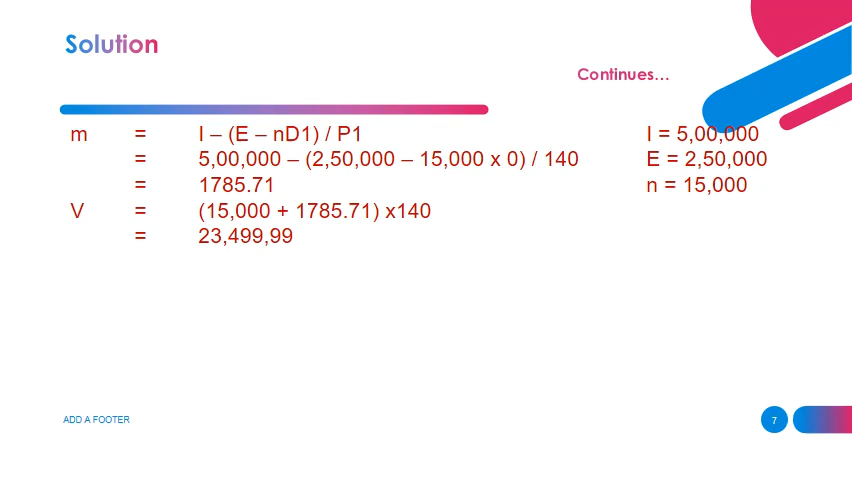 Solution
Continues…
m = I – (E – nD1) / P1 I = 5,00,000
= 5,00,000 – (2,50,000 – 15,000 x 0) / 140 E = 2,50,000
= 1785.71 n = 15,000
V = (15,000 + 1785.71) x140
= 23,499,99
ADD A FOOTER
7